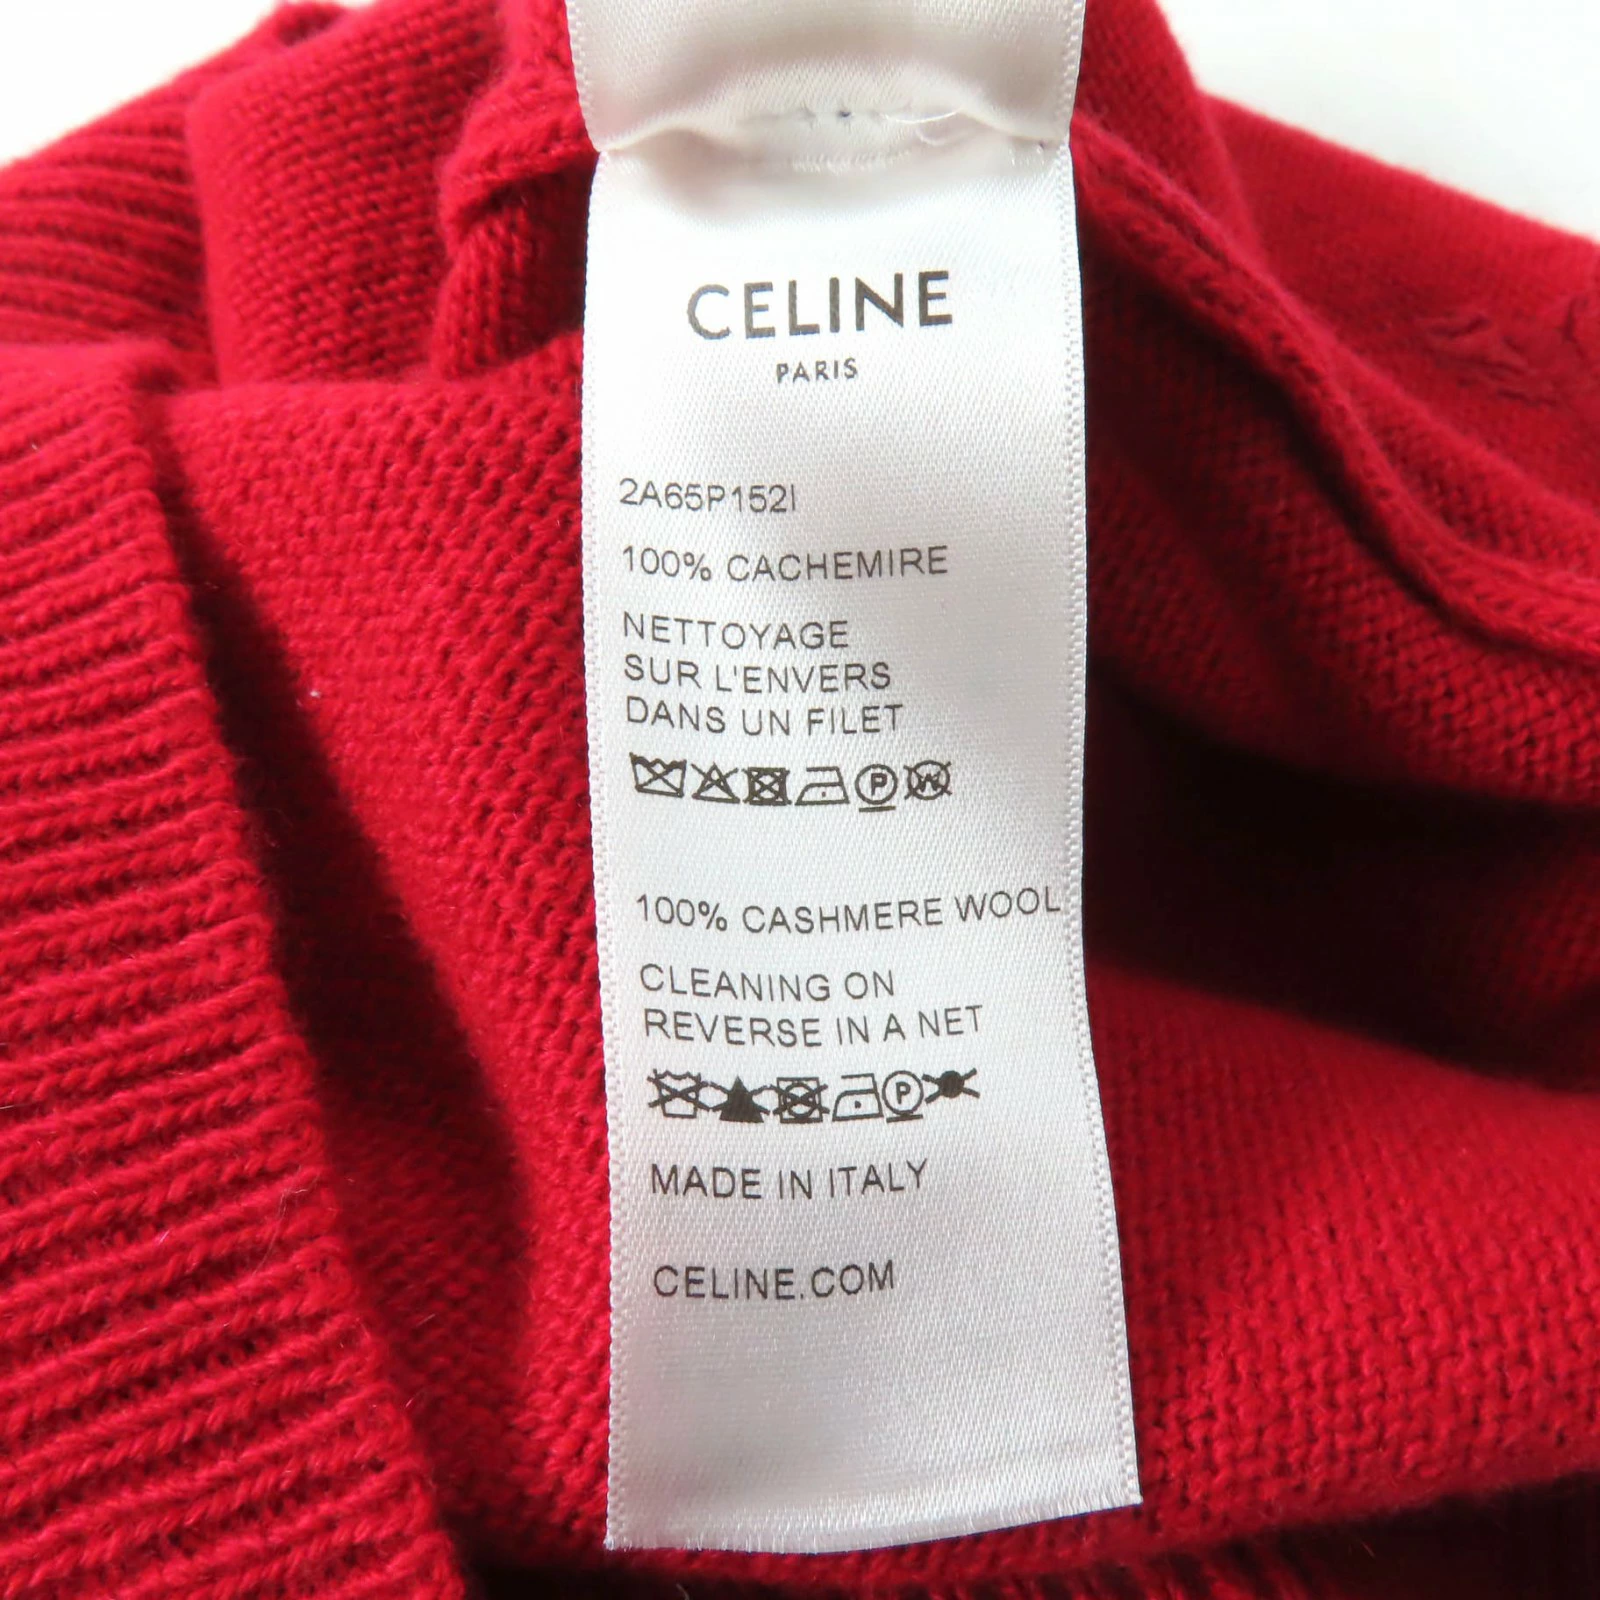 CELINE
PARIS
2A65P152I
100% CACHEMIRE
NETTOYAGE
SUR L'ENVERS
DANS UN FILET
P W
100% CASHMERE WOOL
CLEANING ON
REVERSE IN A NET
P
MADE IN ITALY
CELINE.COM